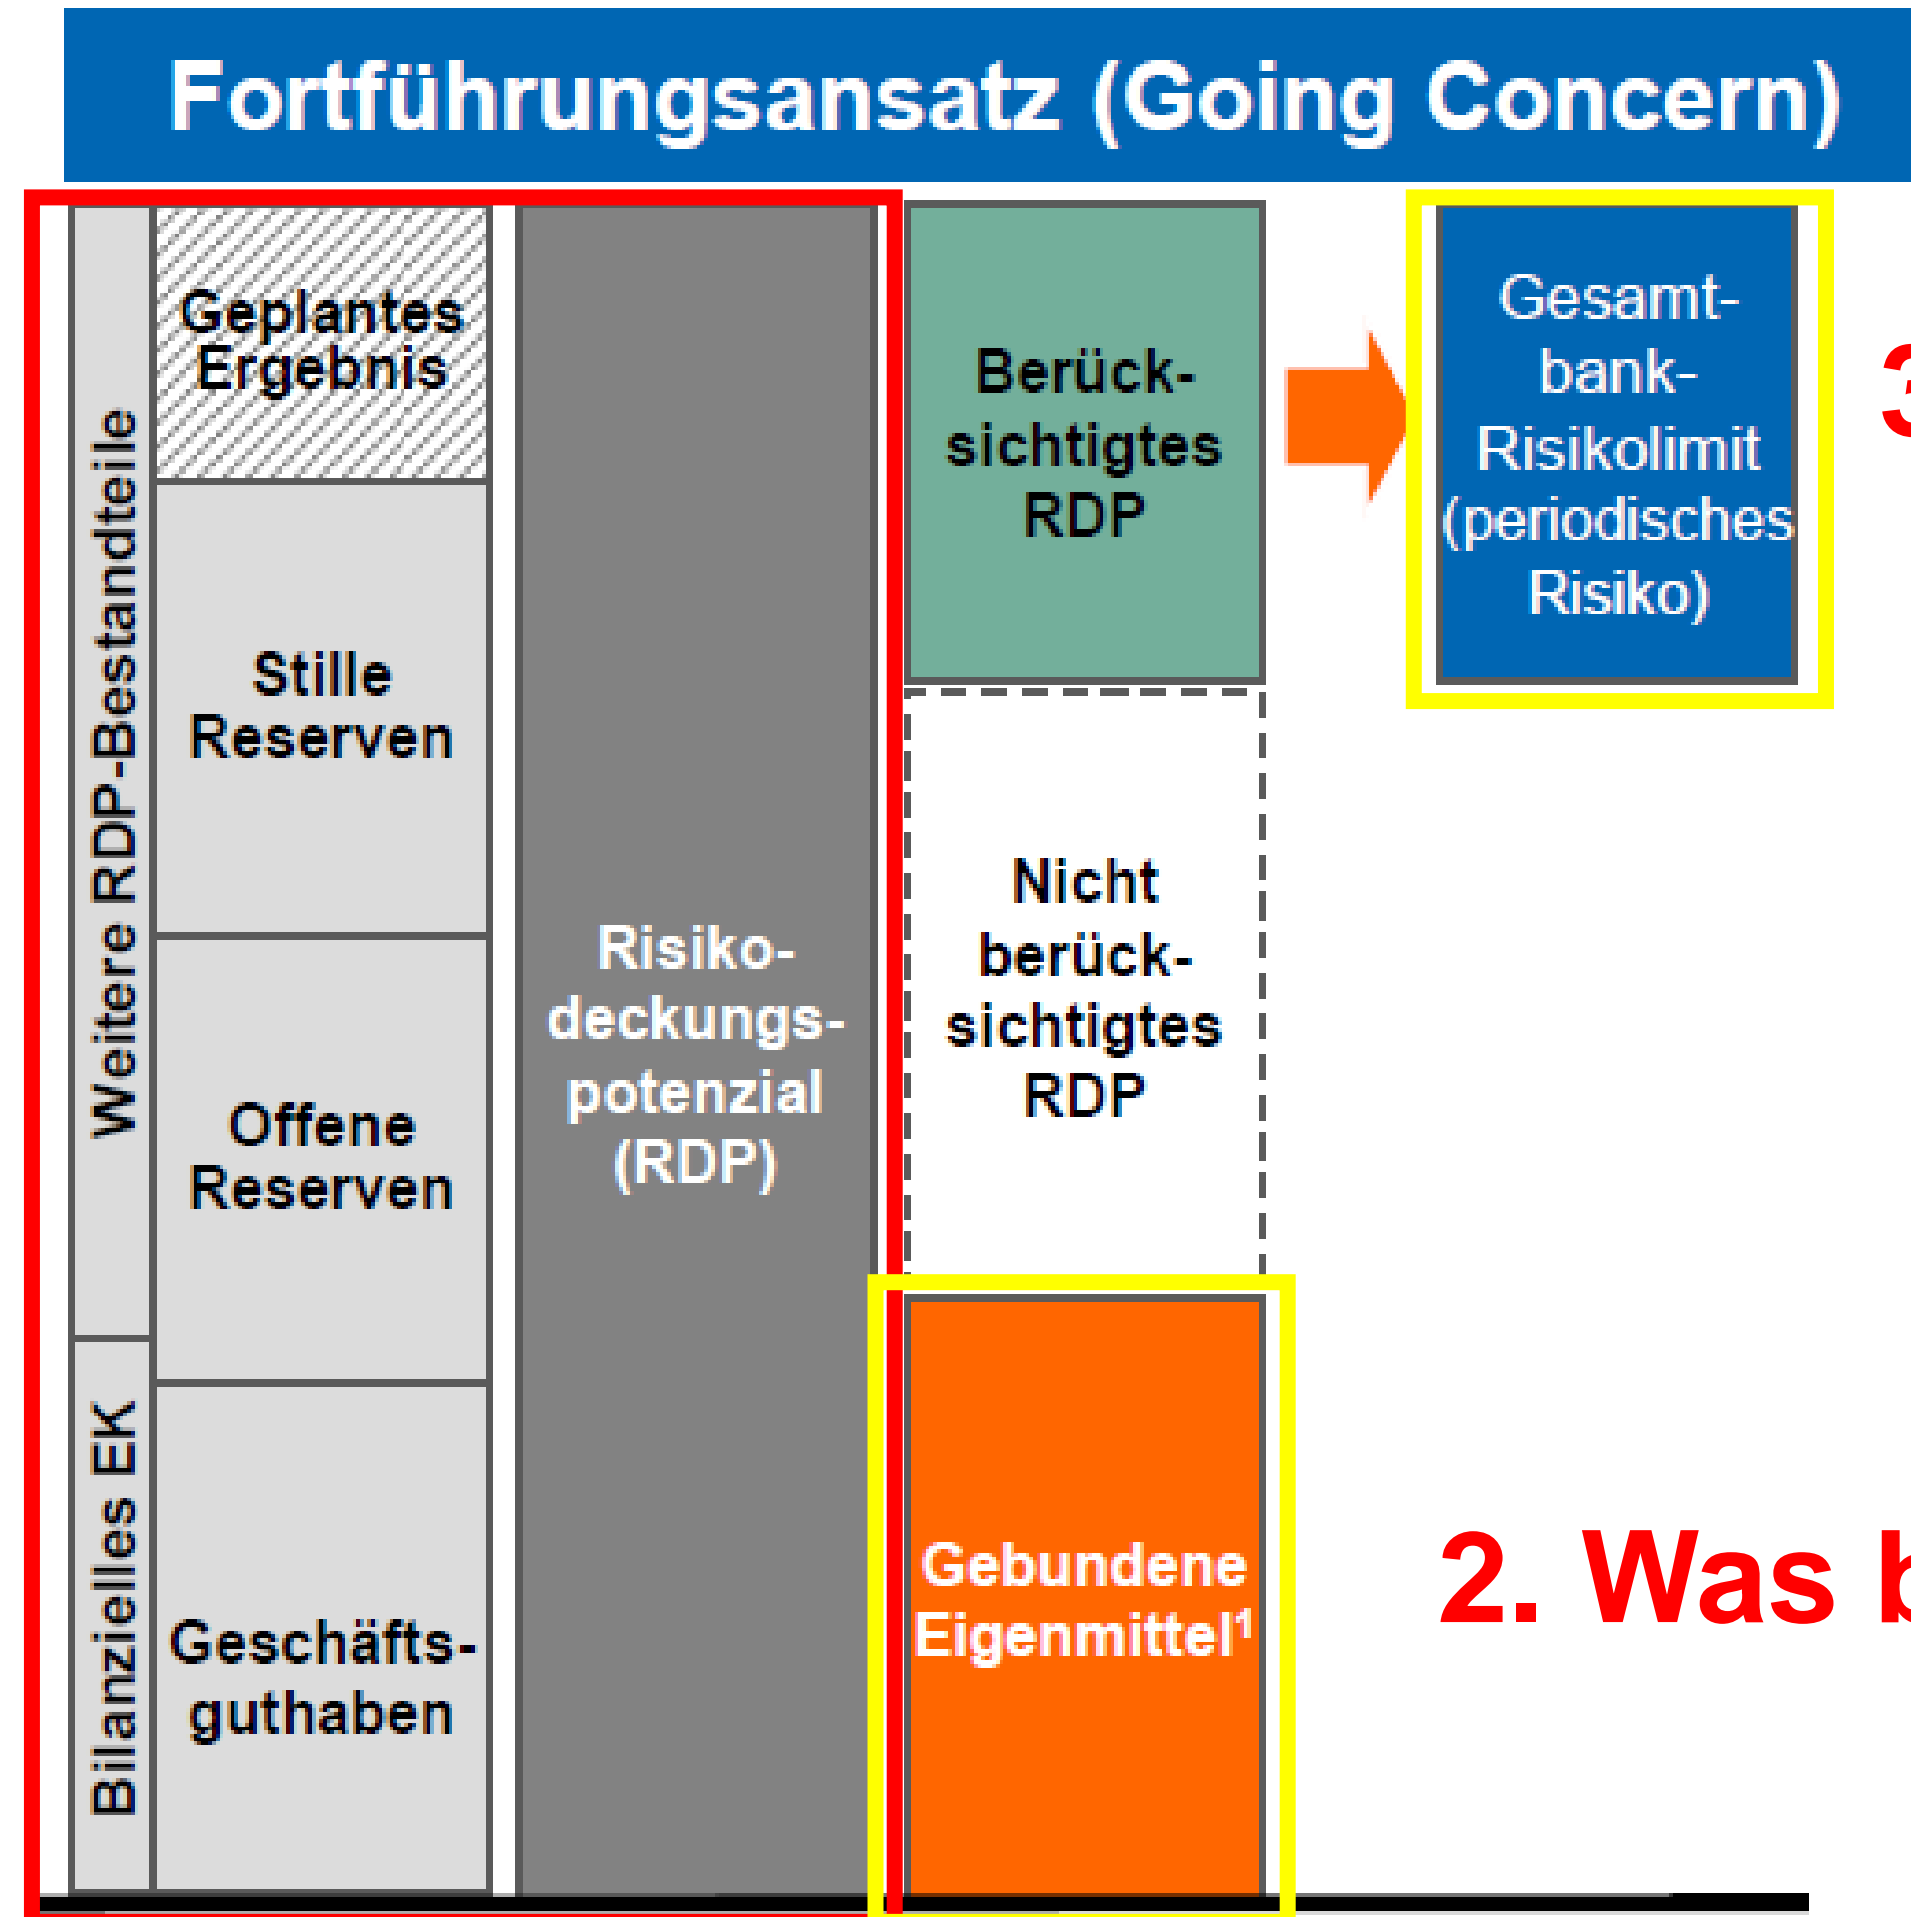 Fortführungsansatz (Going Concern)
Weitere RDP-Bestandteile
Bilanzielles EK
Geplantes
Ergebnis
Stille
Reserven
Offene
Reserven
Geschäfts-
guthaben
Risiko-
deckungs-
potenzial
(RDP)
Berück-
sichtigtes
RDP
Nicht
berück-
sichtigtes
RDP
Gebundene
Eigenmittel¹
Gesamt-
bank-
Risikolimit
(periodisches
Risiko)
2. Was